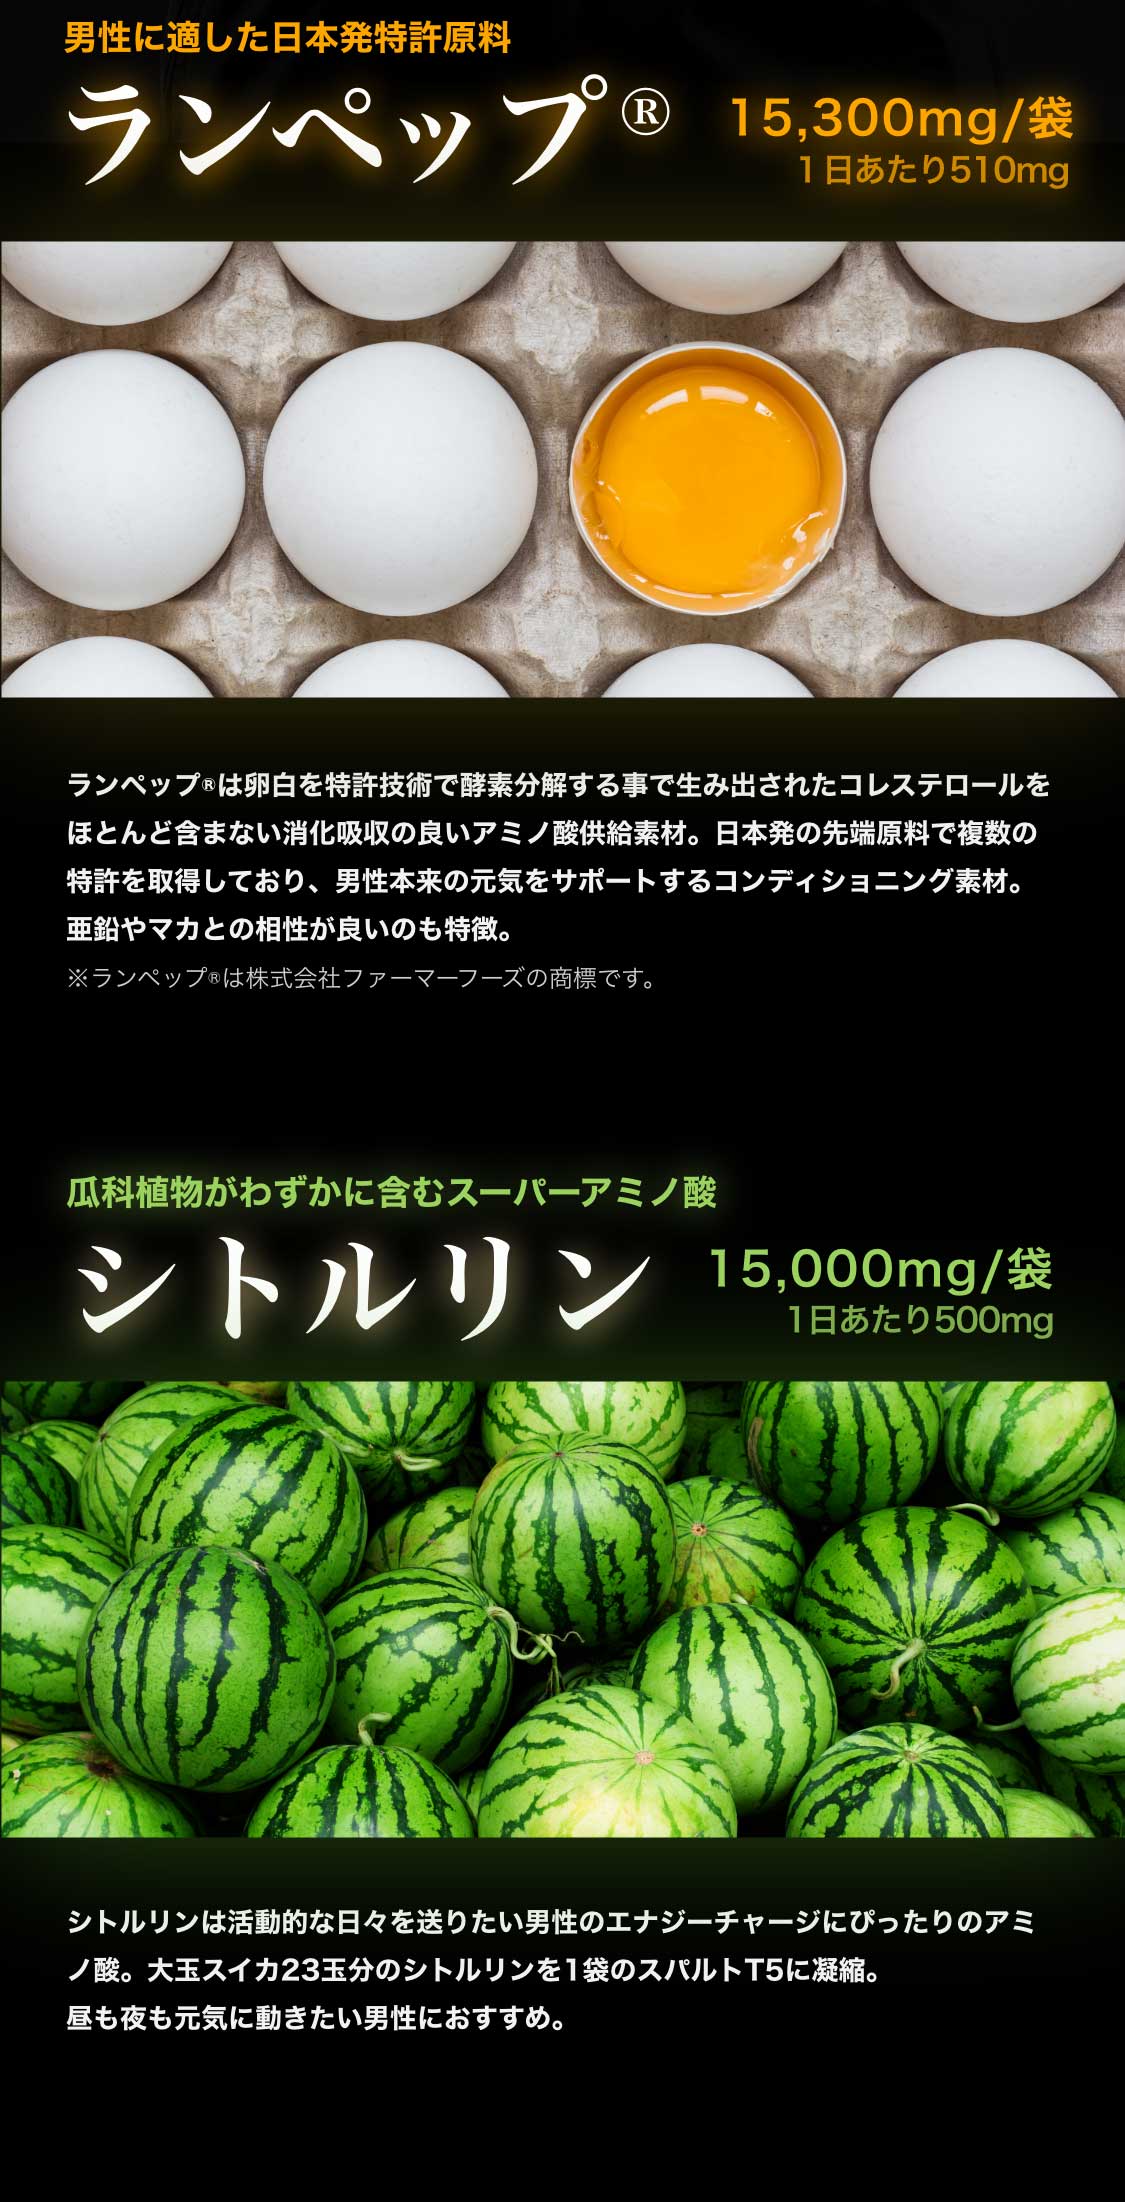 男性に適した日本発特許原料
ランペップ®
15,300mg/袋
1日あたり510mg
ランペップ®は卵白を特許技術で酵素分解する事で生み出されたコレステロールを
ほとんど含まない消化吸収の良いアミノ酸供給素材。日本発の先端原料で複数の
特許を取得しており、男性本来の元気をサポートするコンディショニング素材。
亜鉛やマカとの相性が良いのも特徴。
※ランペップ®は株式会社ファーマーフーズの商標です。
瓜科植物がわずかに含むスーパーアミノ酸
シトルリン
15,000mg/袋
1日あたり500mg
シトルリンは活動的な日々を送りたい男性のエナジーチャージにぴったりのアミ
ノ酸。大玉スイカ23玉分のシトルリンを1袋のスパルトT5に凝縮。
昼も夜も元気に動きたい男性におすすめ。